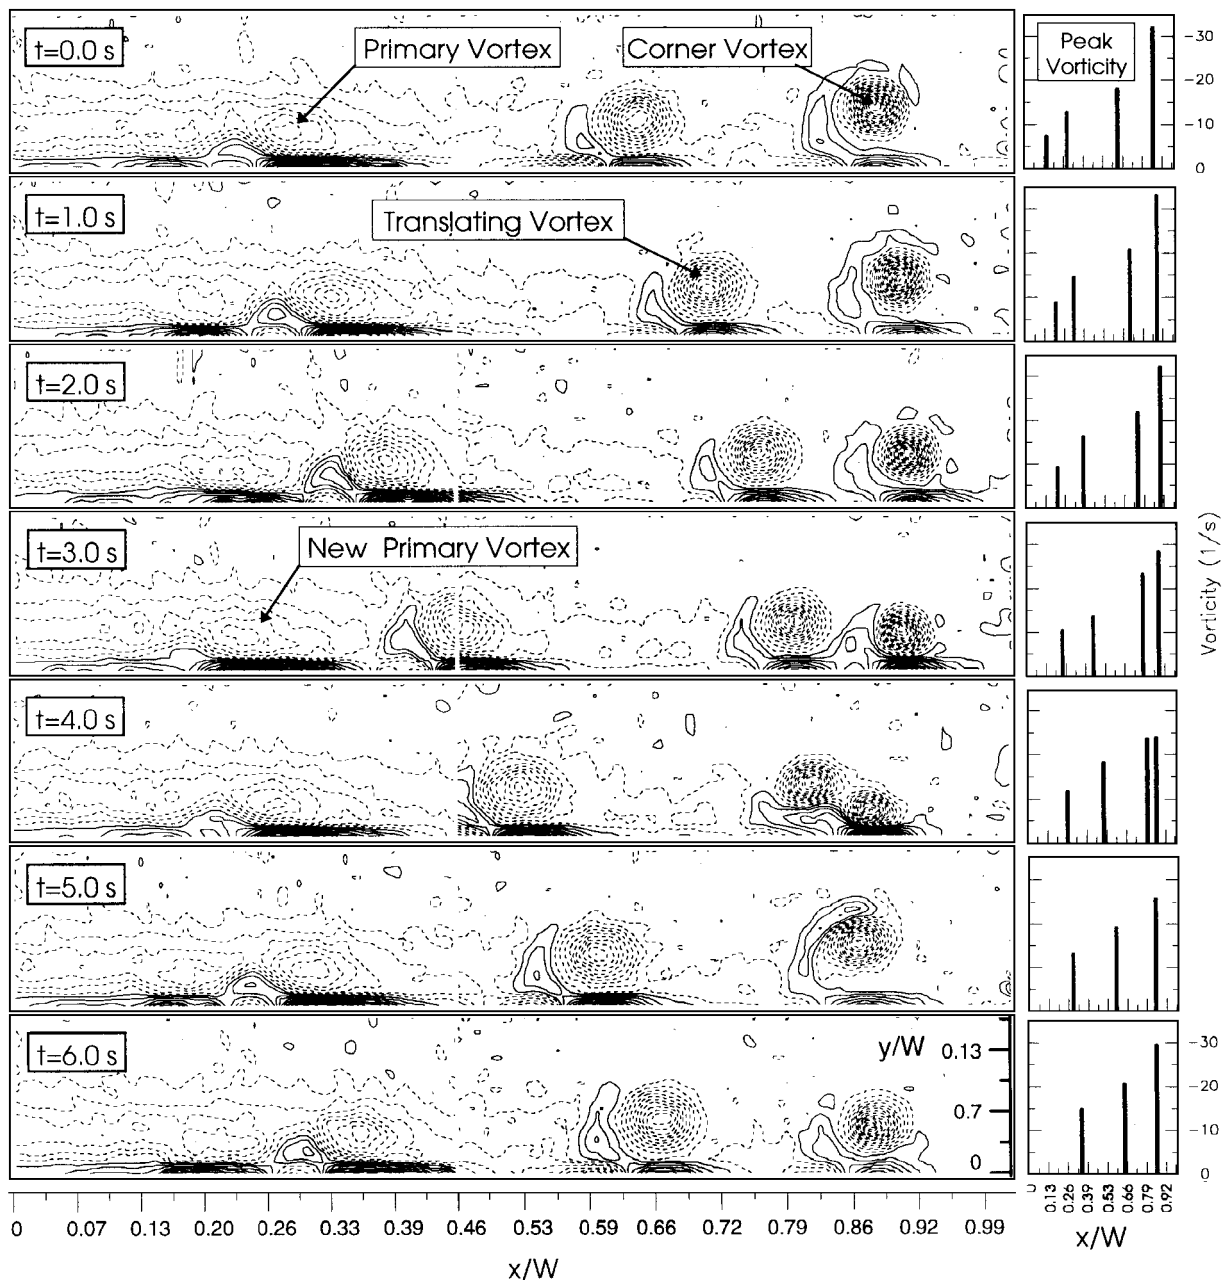 t=0.0 s
Primary Vortex
Corner Vortex
Peak
Vorticity
-30
-20
-10
0
t=1.0 s
Translating Vortex
t=2.0 s
t=3.0 s
New Primary Vortex
Vorticity (1/s)
t=4.0 s
t=5.0 s
t=6.0 s
y/W
0.13
0.7
0
-30
-20
-10
0
0 0.07 0.13 0.20 0.26 0.33 0.39 0.46 0.53 0.59 0.66 0.72 0.79 0.86 0.92 0.99
x/W
0 0.13 0.26 0.39 0.53 0.66 0.79 0.92
x/W